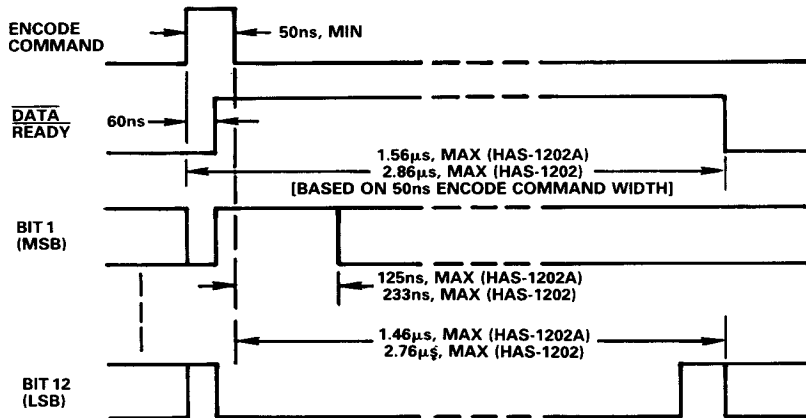 ENCODE
COMMAND
50ns, MIN
DATA
READY
60ns
1.56µs, MAX (HAS-1202A)
2.86µs, MAX (HAS-1202)
[BASED ON 50ns ENCODE COMMAND WIDTH]
BIT 1
(MSB)
125ns, MAX (HAS-1202A)
233ns, MAX (HAS-1202)
1.46µs, MAX (HAS-1202A)
2.76µs, MAX (HAS-1202)
BIT 12
(LSB)